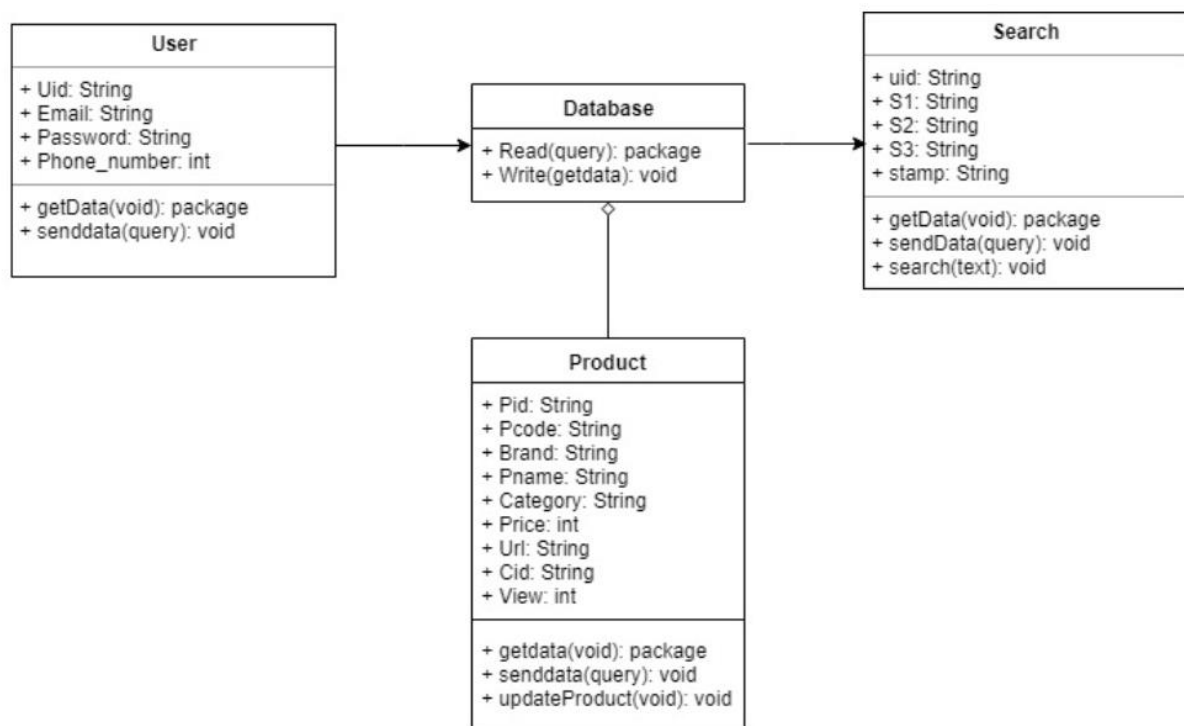 User
+ Uid: String
+ Email: String
+ Password: String
+ Phone_number: int
+ getData(void): package
+ senddata(query): void
Database
+ Read(query): package
+ Write(getdata): void
Search
+ uid: String
+ S1: String
+ S2: String
+ S3: String
+ stamp: String
+ getData(void): package
+ sendData(query): void
+ search(text): void
Product
+ Pid: String
+ Pcode: String
+ Brand: String
+ Pname: String
+ Category: String
+ Price: int
+ Url: String
+ Cid: String
+ View: int
+ getdata(void): package
+ senddata(query): void
+ updateProduct(void): void